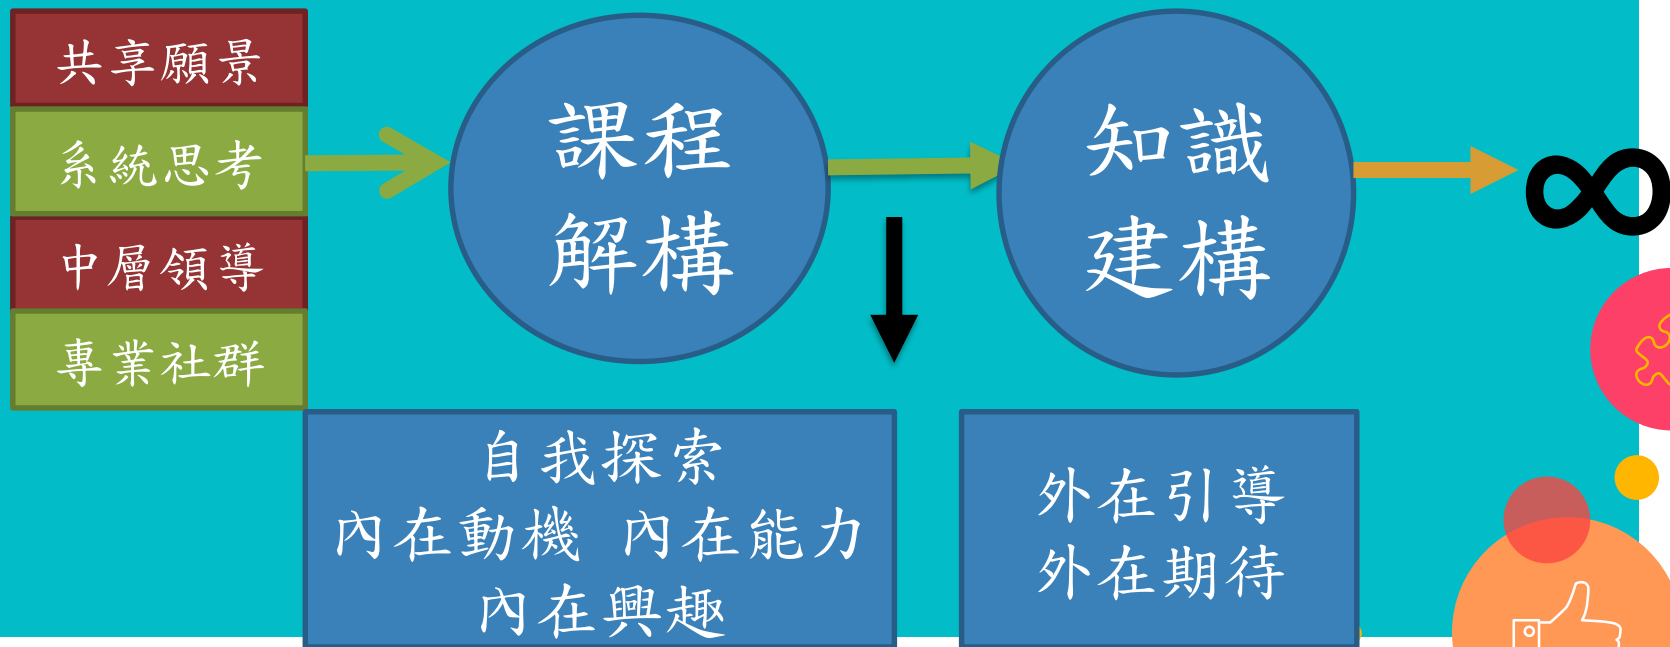 共享願景
系統思考
中層領導
專業社群
課程
解構
知識
建構
∞
自我探索
內在動機 內在能力
內在興趣
外在引導
外在期待